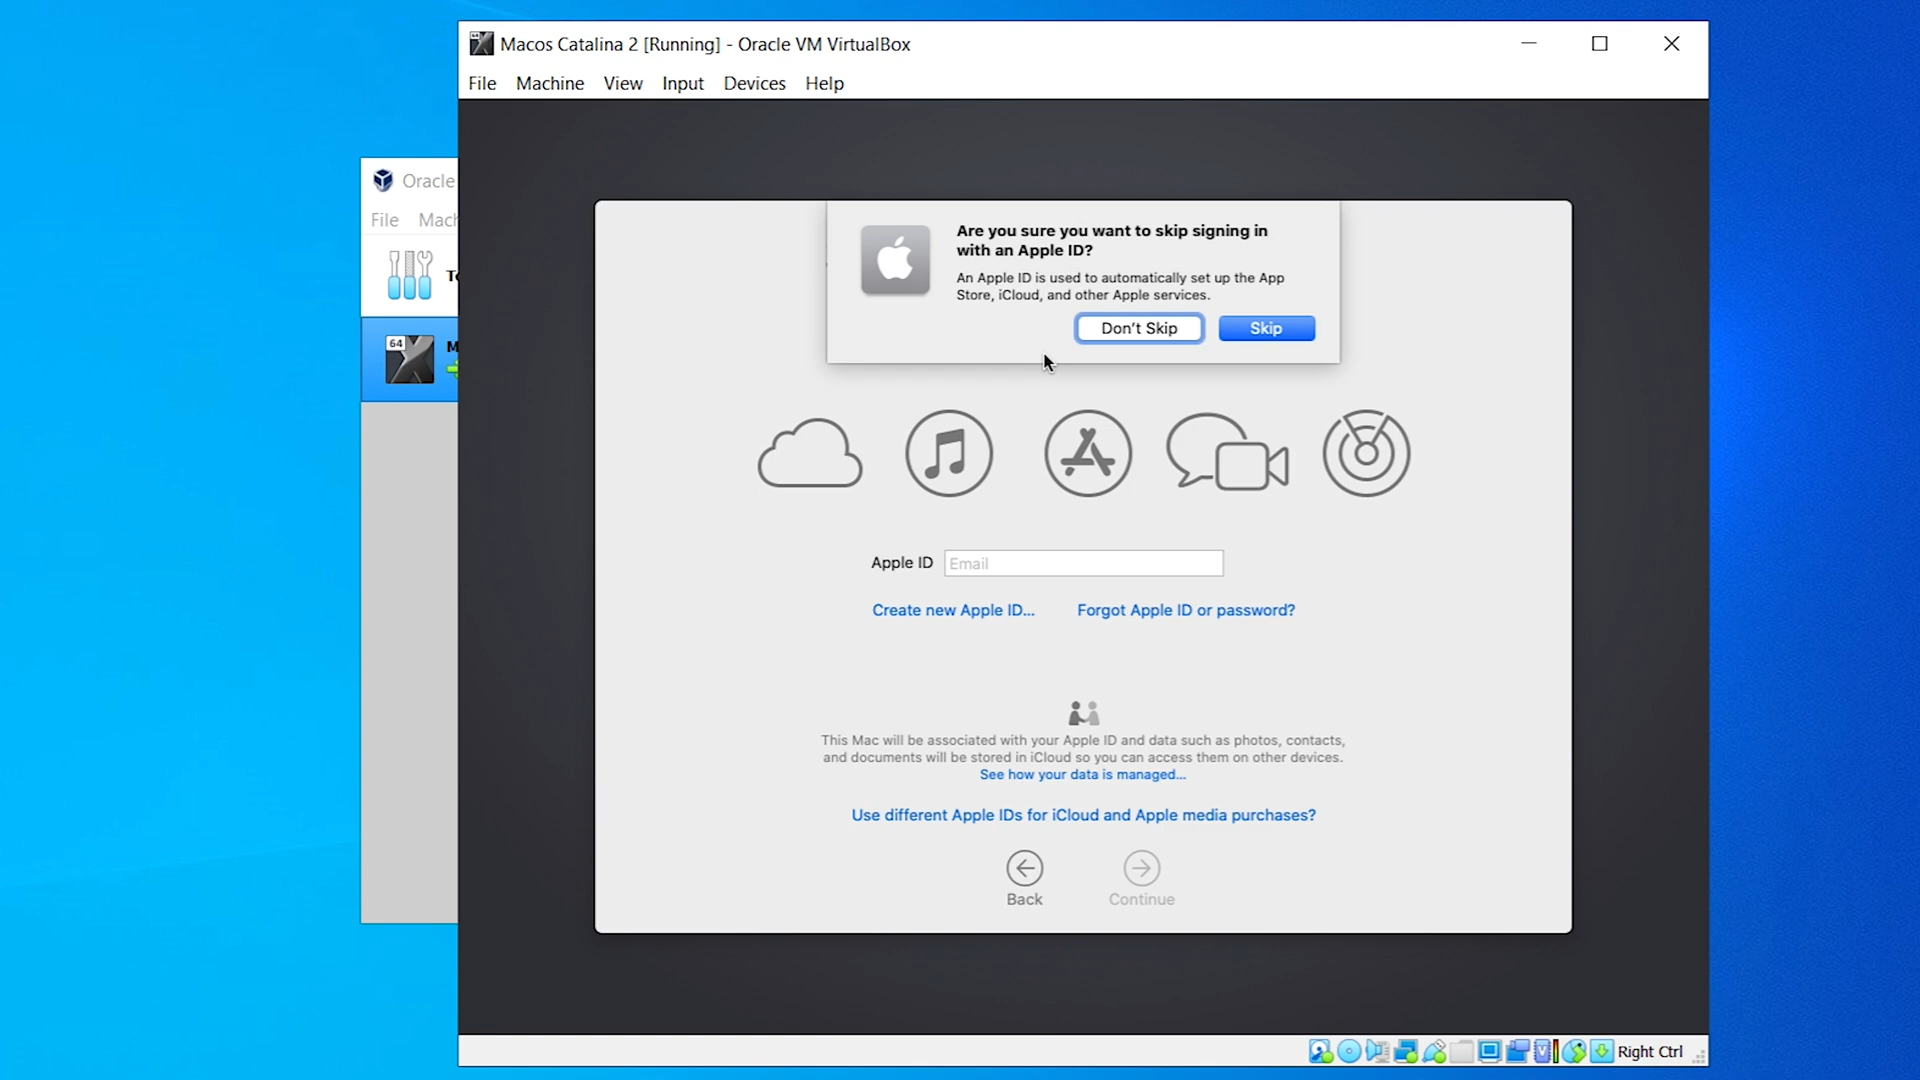 Macos Catalina 2 [Running] - Oracle VM VirtualBox
File Machine View Input Devices Help
Oracle
File
64
Are you sure you want to skip signing in
with an Apple ID?
An Apple ID is used to automatically set up the App
Store, iCloud, and other Apple services.
Don't Skip Skip
Apple ID Email
Create new Apple ID... Forgot Apple ID or password?
This Mac will be associated with your Apple ID and data such as photos, contacts,
and documents will be stored in iCloud so you can access them on other devices.
See how your data is managed...
Use different Apple IDs for iCloud and Apple media purchases?
Back Continue
Right Ctrl